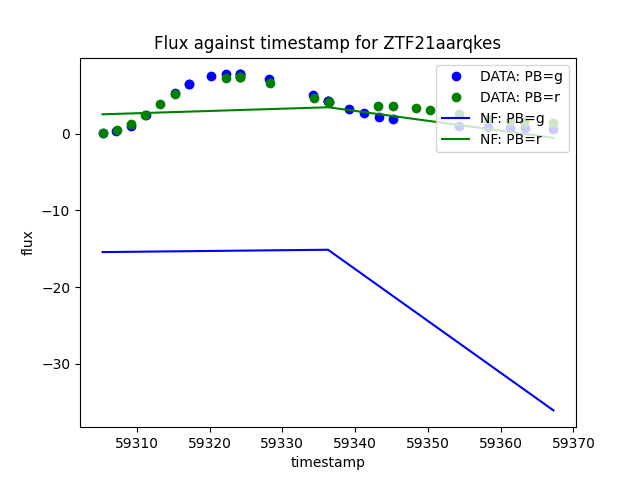 Flux against timestamp for ZTF21aarqkes
DATA: PB=g
DATA: PB=r
NF: PB=g
NF: PB=r
0
−10
−20
−30
flux
59310 59320 59330 59340 59350 59360 59370
timestamp